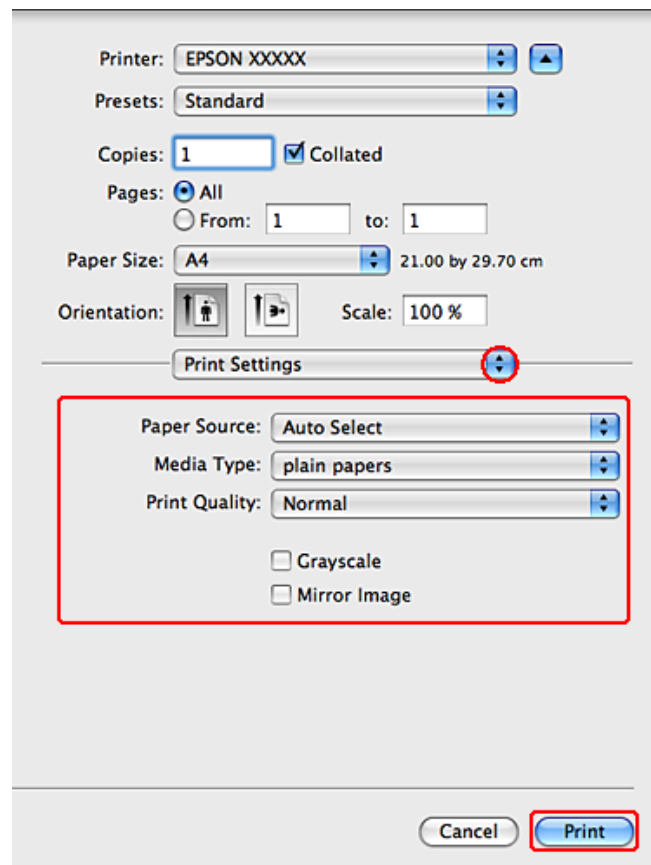 Printer: EPSON XXXXX
Presets: Standard
Copies: 1 Collated
Pages: All
From: 1 to: 1
Paper Size: A4 21.00 by 29.70 cm
Orientation: Scale: 100 %
Print Settings
Paper Source: Auto Select
Media Type: plain papers
Print Quality: Normal
Grayscale
Mirror Image
Cancel Print